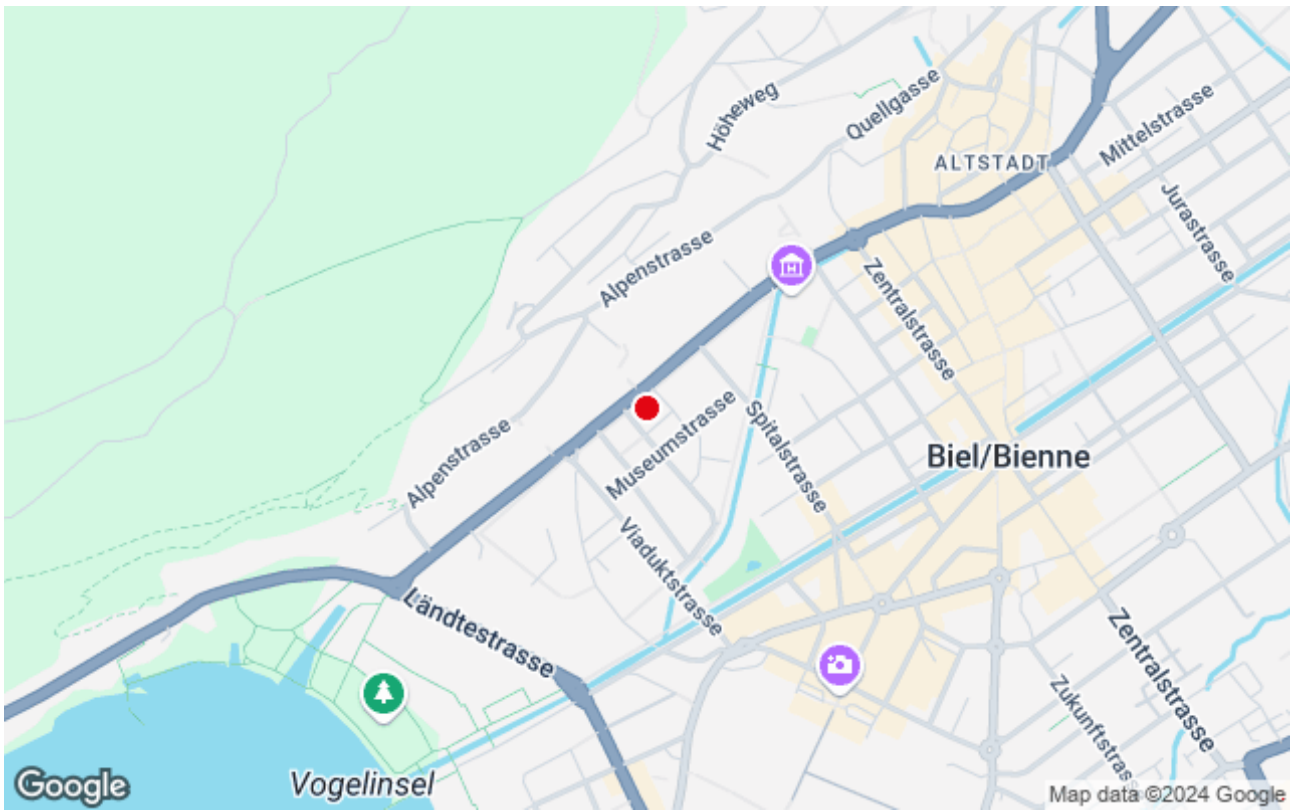 Höheweg
Quellgasse
ALTSTADT
Mittelstrasse
Jurastrasse
Alpenstrasse
Zentralstrasse
Museumstrasse
Spitalstrasse
Alpenstrasse
Biel/Bienne
Viaduktstrasse
Ländtestrasse
Zentralstrasse
Zukunftstrass
Vogelinsel
Google
Map data ©2024 Google